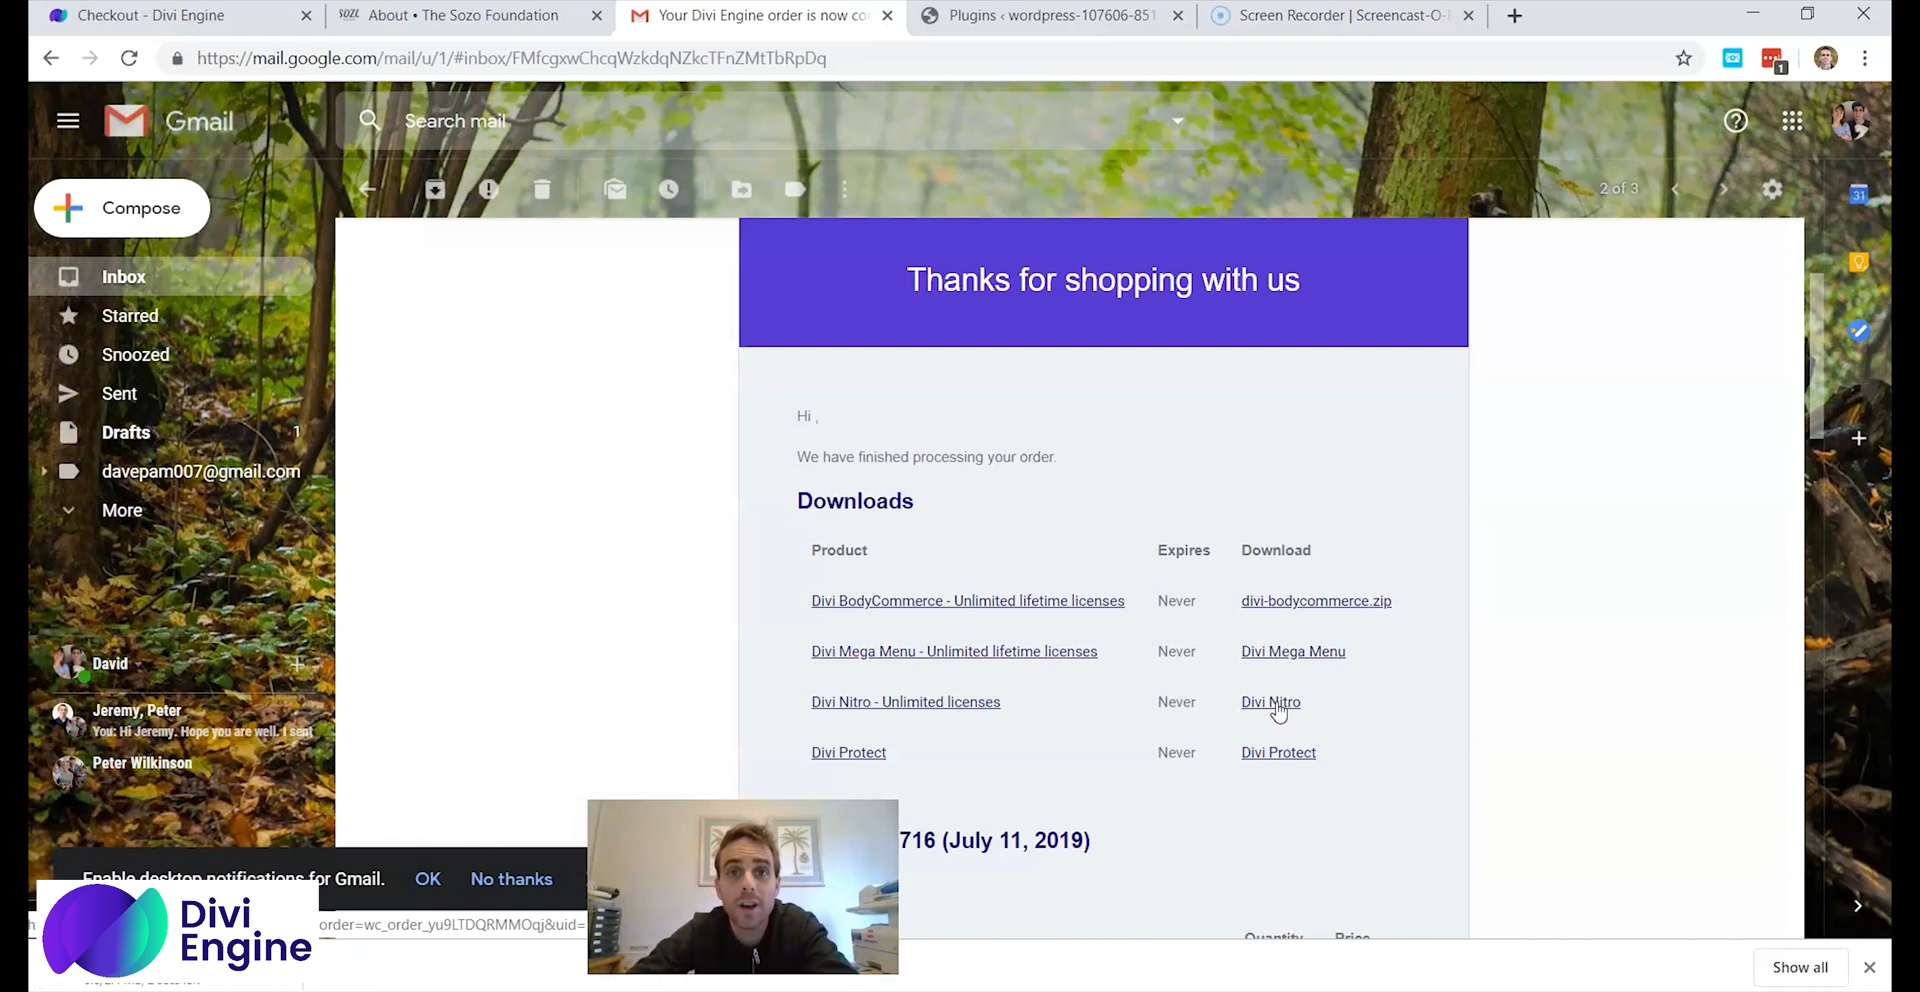 Checkout - Divi Engine
SOZO About • The Sozo Foundation
Your Divi Engine order is now co
Plugins ‹ wordpress-107606-851
Screen Recorder | Screencast-O-
https://mail.google.com/mail/u/1/#inbox/FMfcgxwChcqWzkdqNZkcTFnZMtTbRpDq
1
Gmail
Search mail
Compose
2 of 3
31
Inbox
Starred
Snoozed
Sent
Drafts 1
davepam007@gmail.com
More
Thanks for shopping with us
Hi ,
We have finished processing your order.
Downloads
Product Expires Download
Divi BodyCommerce - Unlimited lifetime licenses Never divi-bodycommerce.zip
Divi Mega Menu - Unlimited lifetime licenses Never Divi Mega Menu
Divi Nitro - Unlimited licenses Never Divi Nitro
Divi Protect Never Divi Protect
David
Jeremy, Peter
You: Hi Jeremy. Hope you are well. I sent
Peter Wilkinson
716 (July 11, 2019)
Enable desktop notifications for Gmail. OK No thanks
order=wc_order_yu9LTDQRMMOqj&uid=
Quantity Price
Divi
Engine
Show all